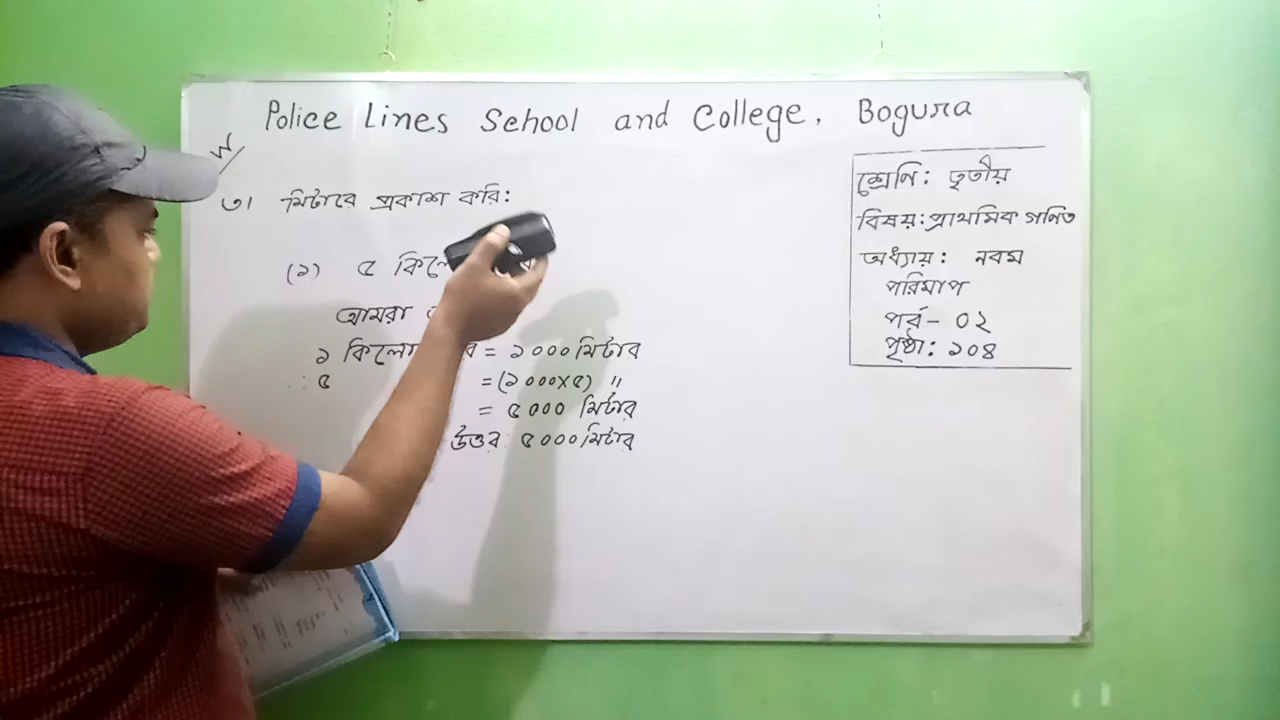 Police Lines School and College, Bogura
W
৩। মিটারে প্রকাশ করি:
(১) ৫
আমরা
১ = ১০০০ মিটার
∴ ৫ = (১০০০×৫) "
= ৫০০০ মিটার
উত্তর: ৫০০০ মিটার
শ্রেণি: তৃতীয়
বিষয়: প্রাথমিক গণিত
অধ্যায়: নবম
পরিমাপ
পর্ব- ০২
পৃষ্ঠা: ১০৪